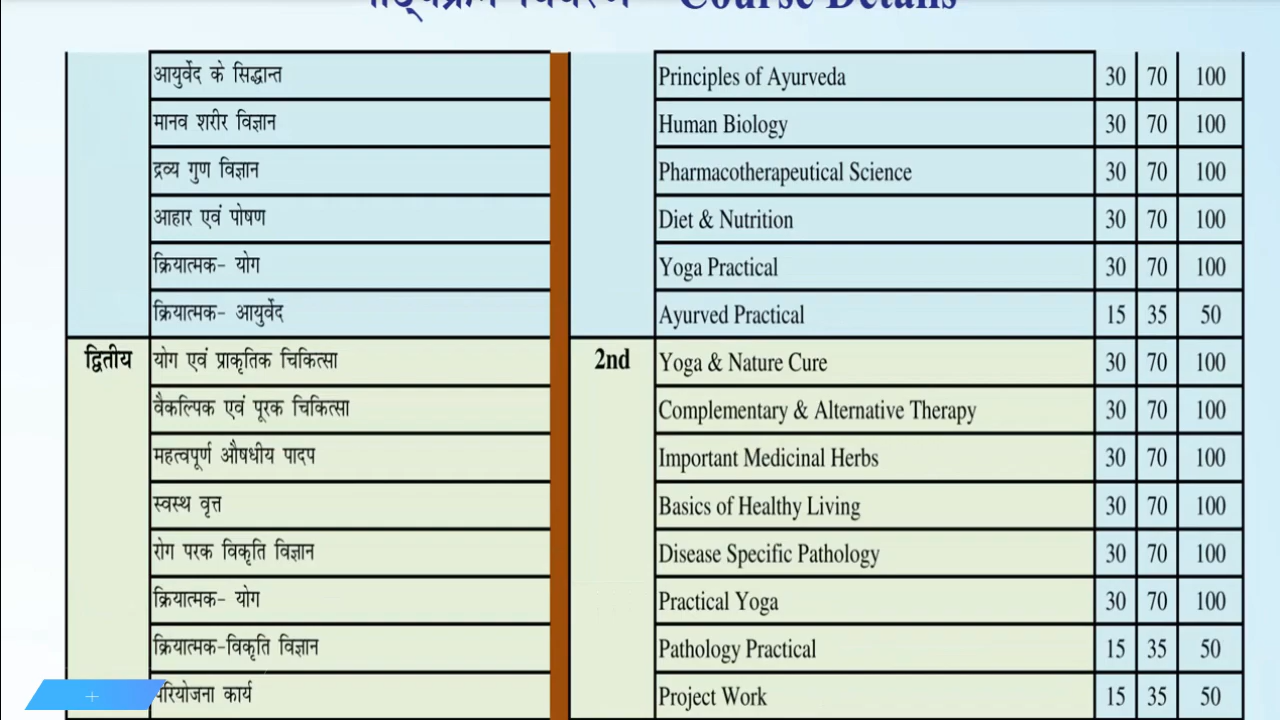 Course Details
आयुर्वेद के सिद्धान्त Principles of Ayurveda 30 70 100
मानव शरीर विज्ञान Human Biology 30 70 100
द्रव्य गुण विज्ञान Pharmacotherapeutical Science 30 70 100
आहार एवं पोषण Diet & Nutrition 30 70 100
क्रियात्मक- योग Yoga Practical 30 70 100
क्रियात्मक- आयुर्वेद Ayurved Practical 15 35 50
द्वितीय योग एवं प्राकृतिक चिकित्सा 2nd Yoga & Nature Cure 30 70 100
वैकल्पिक एवं पूरक चिकित्सा Complementary & Alternative Therapy 30 70 100
महत्वपूर्ण औषधीय पादप Important Medicinal Herbs 30 70 100
स्वस्थ वृत्त Basics of Healthy Living 30 70 100
रोग परक विकृति विज्ञान Disease Specific Pathology 30 70 100
क्रियात्मक- योग Practical Yoga 30 70 100
क्रियात्मक-विकृति विज्ञान Pathology Practical 15 35 50
परियोजना कार्य Project Work 15 35 50